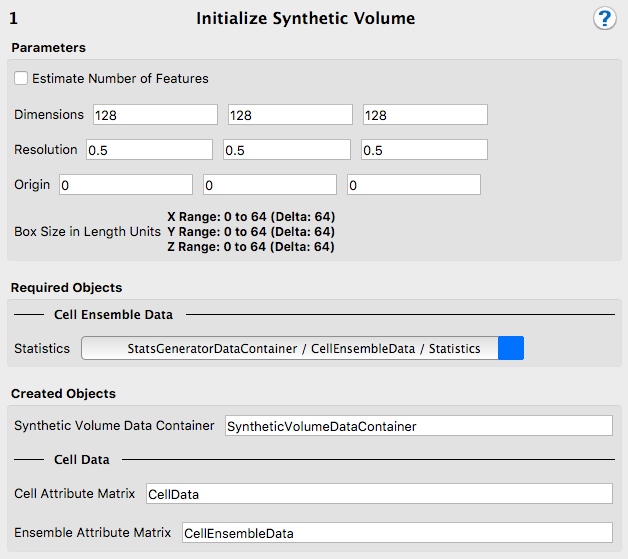 1 Initialize Synthetic Volume ?
Parameters
Estimate Number of Features
Dimensions 128 128 128
Resolution 0.5 0.5 0.5
Origin 0 0 0
X Range: 0 to 64 (Delta: 64)
Box Size in Length Units Y Range: 0 to 64 (Delta: 64)
Z Range: 0 to 64 (Delta: 64)
Required Objects
Cell Ensemble Data
Statistics StatsGeneratorDataContainer / CellEnsembleData / Statistics
Created Objects
Synthetic Volume Data Container SyntheticVolumeDataContainer
Cell Data
Cell Attribute Matrix CellData
Ensemble Attribute Matrix CellEnsembleData